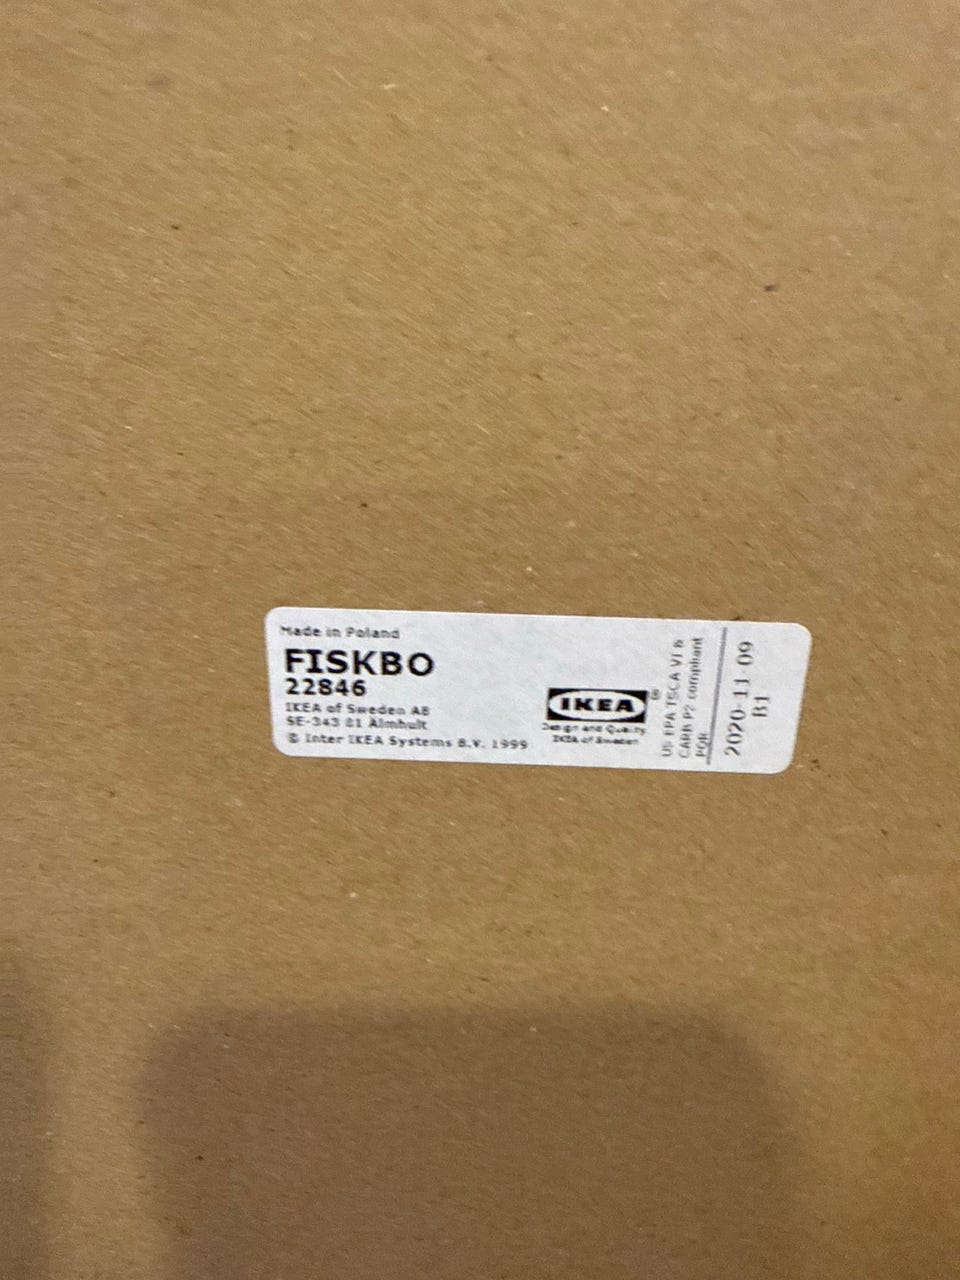 Made in Poland
FISKBO
22846
IKEA of Sweden AB
SE-343 81 Älmhult
© Inter IKEA Systems B.V. 1999
IKEA
®
Design and Quality
IKEA of Sweden
US EPA TSCA VI &
CARB P2 compliant
POR
2020-11-09
B1